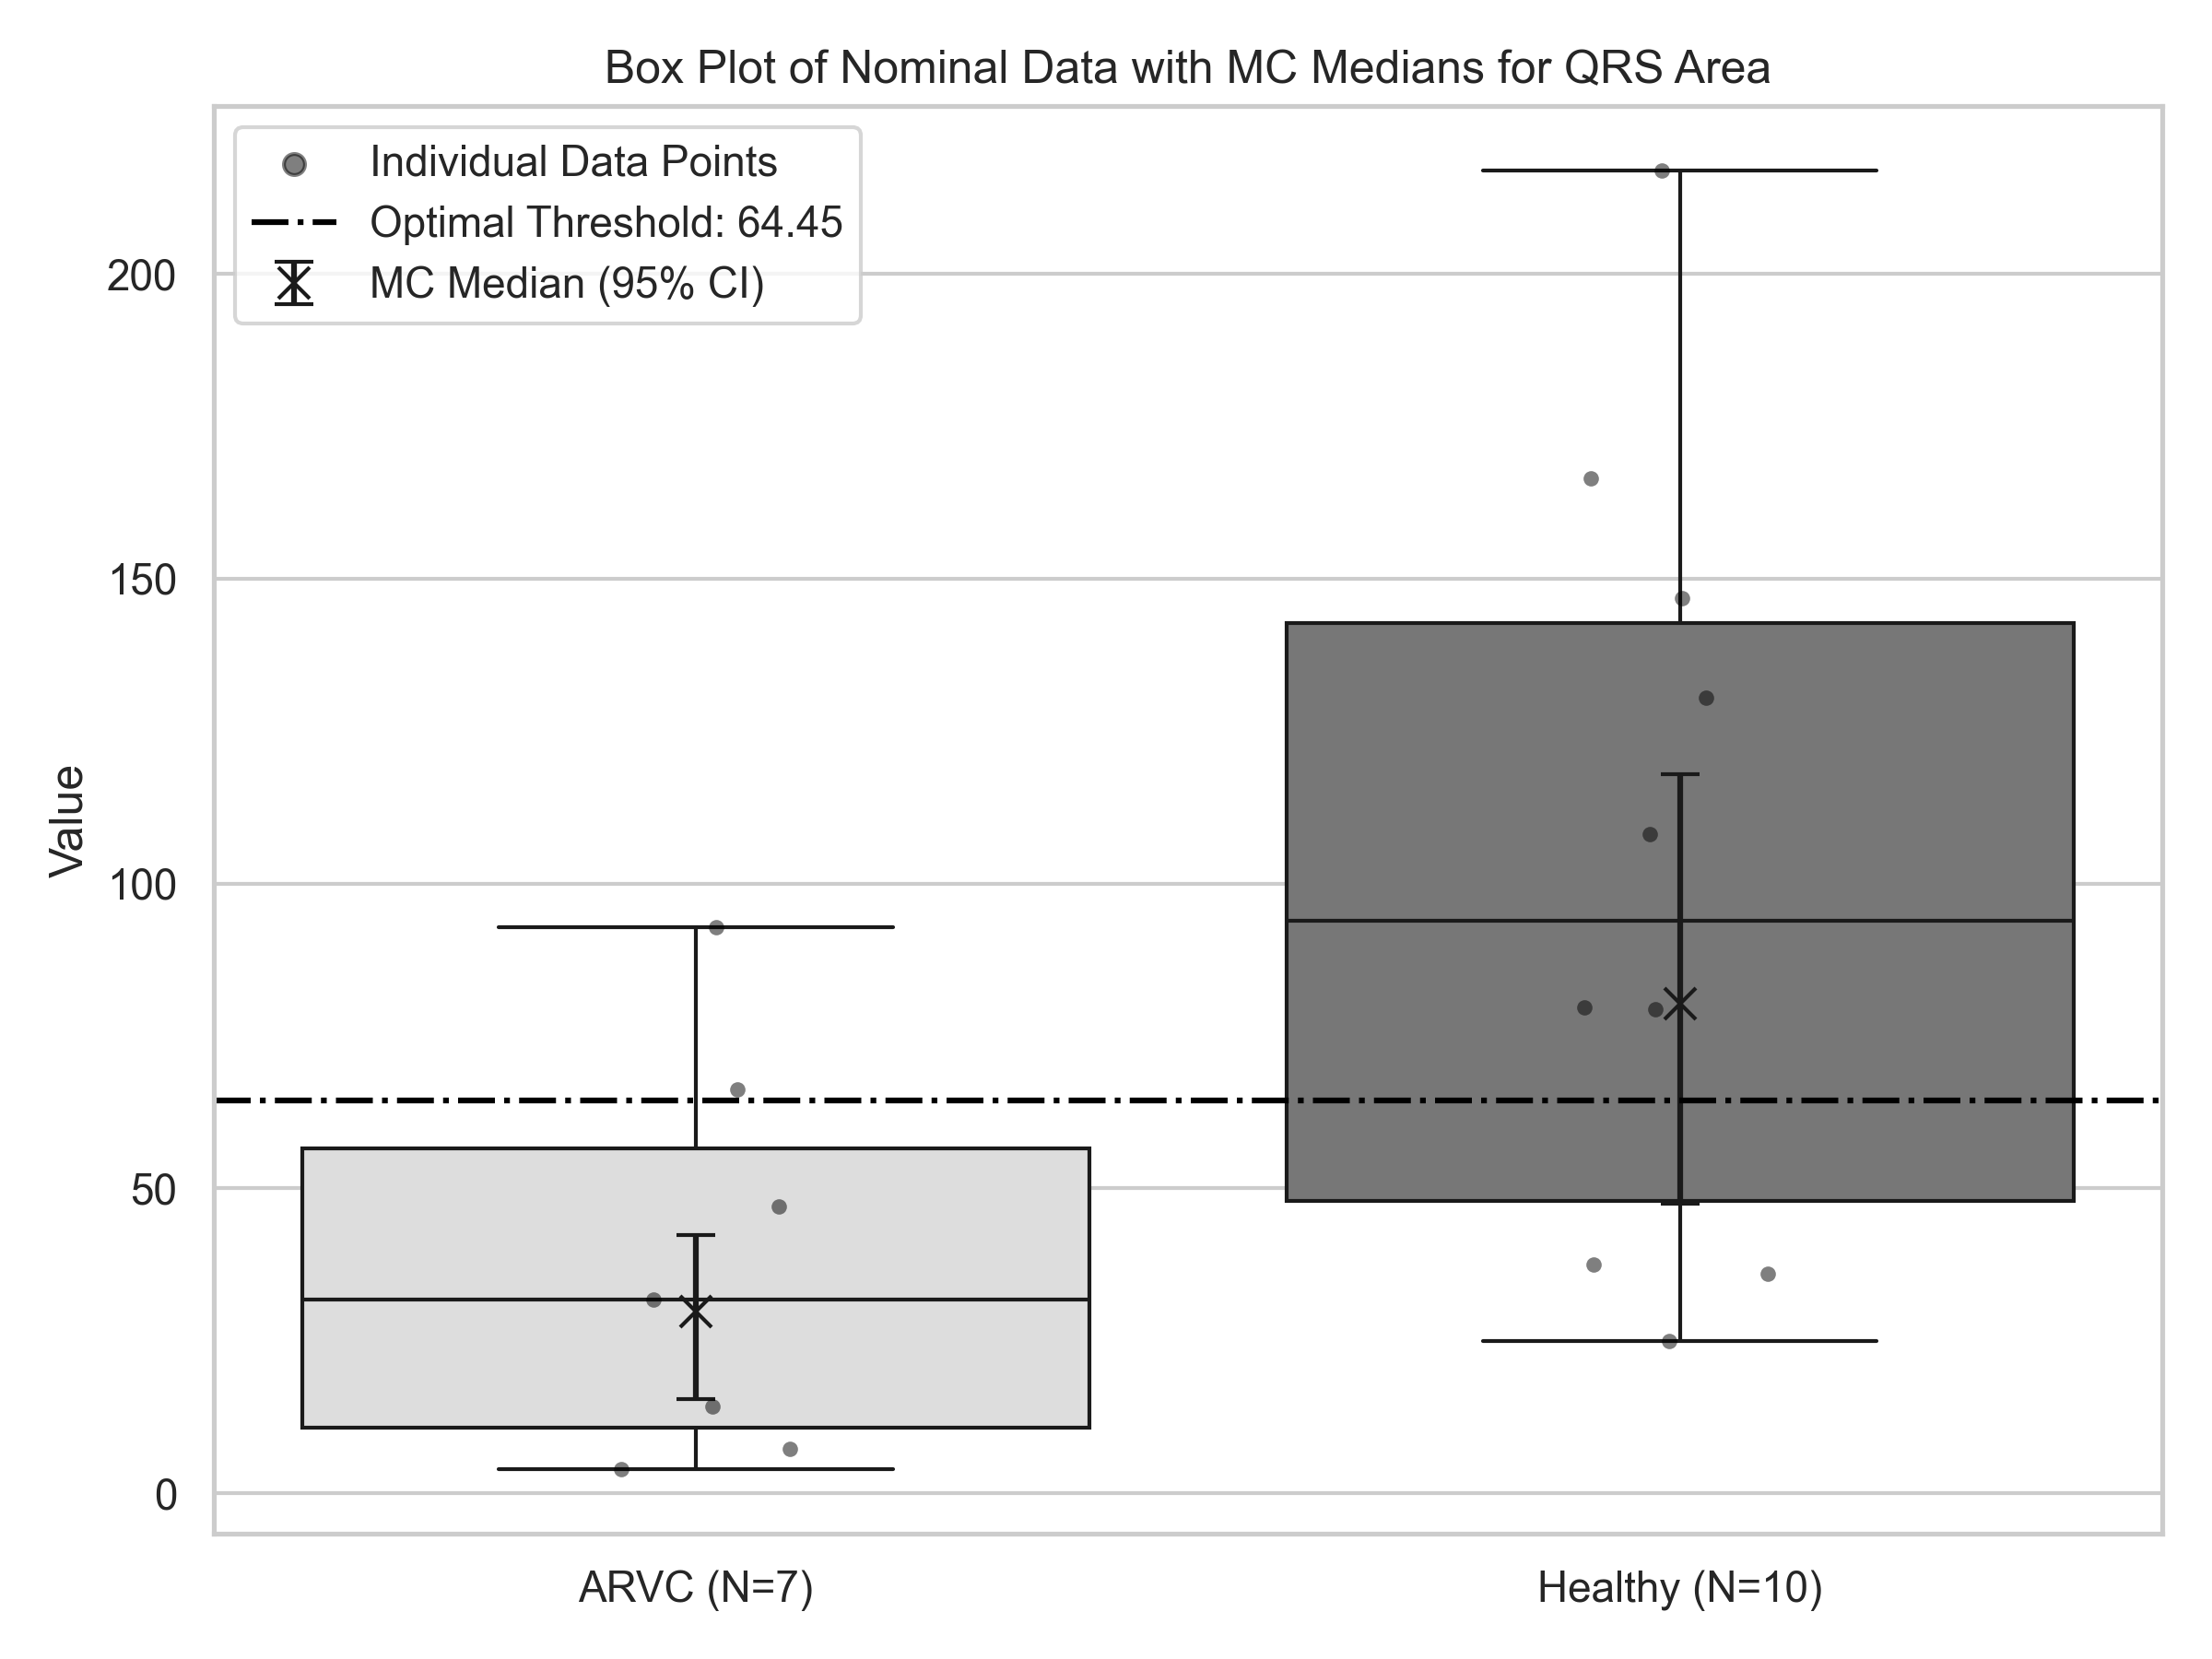 Box Plot of Nominal Data with MC Medians for QRS Area
Individual Data Points
Optimal Threshold: 64.45
MC Median (95% CI)
Value
200
150
100
50
0
ARVC (N=7)
Healthy (N=10)